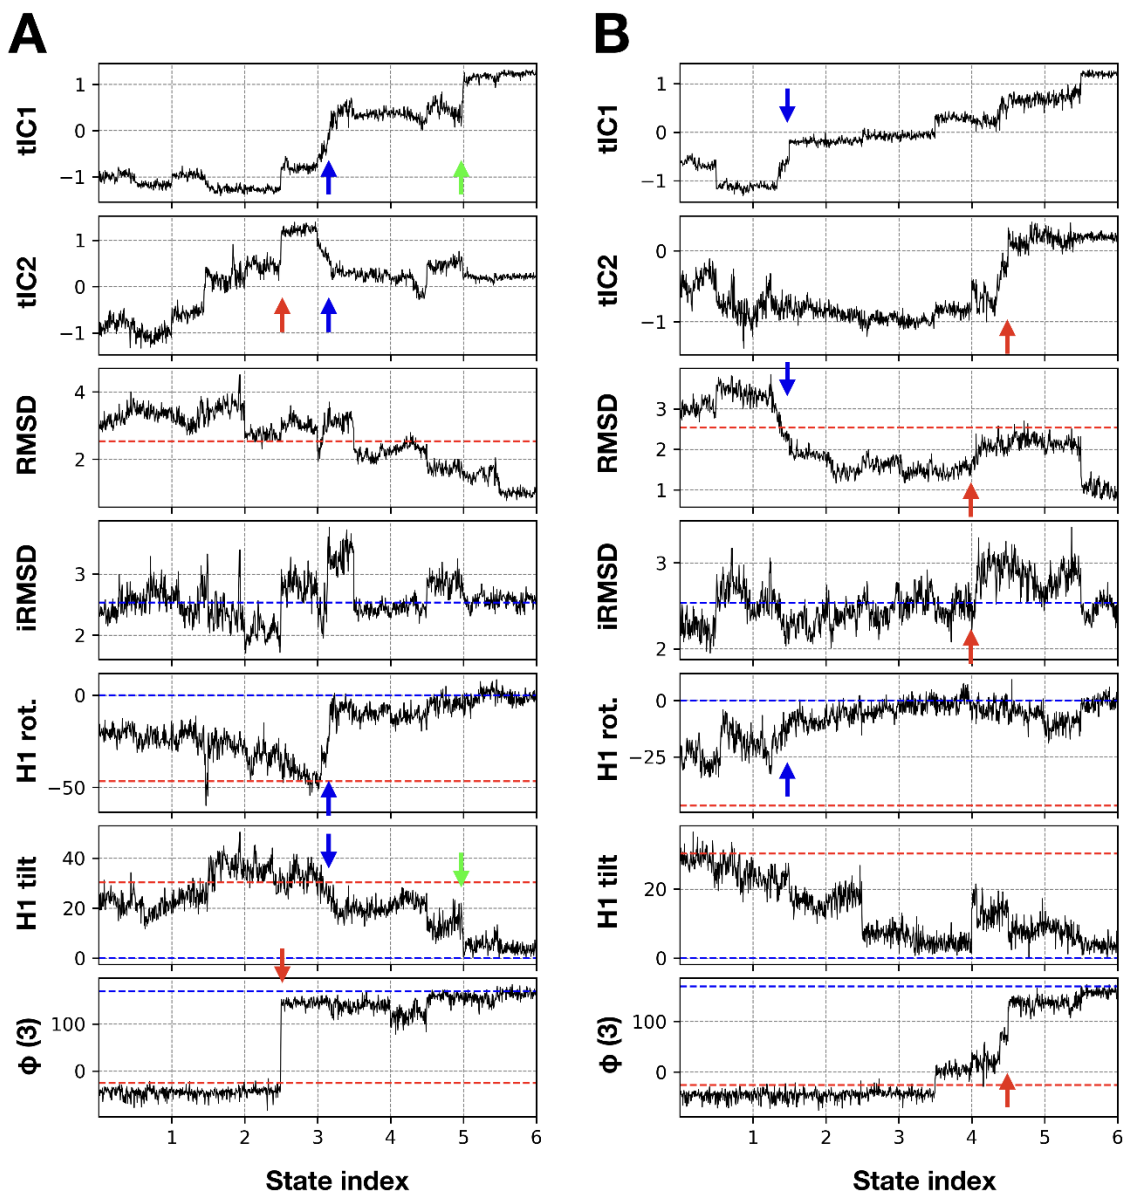 A
B
tIC1
1
0
−1
tIC1
1
0
−1
tIC2
1
0
−1
tIC2
0
−1
RMSD
4
2
RMSD
3
2
1
iRMSD
3
2
iRMSD
3
2
H1 rot.
0
−50
H1 rot.
0
−25
H1 tilt
40
20
0
H1 tilt
20
0
ϕ (3)
100
0
ϕ (3)
100
0
1 2 3 4 5 6
1 2 3 4 5 6
State index
State index